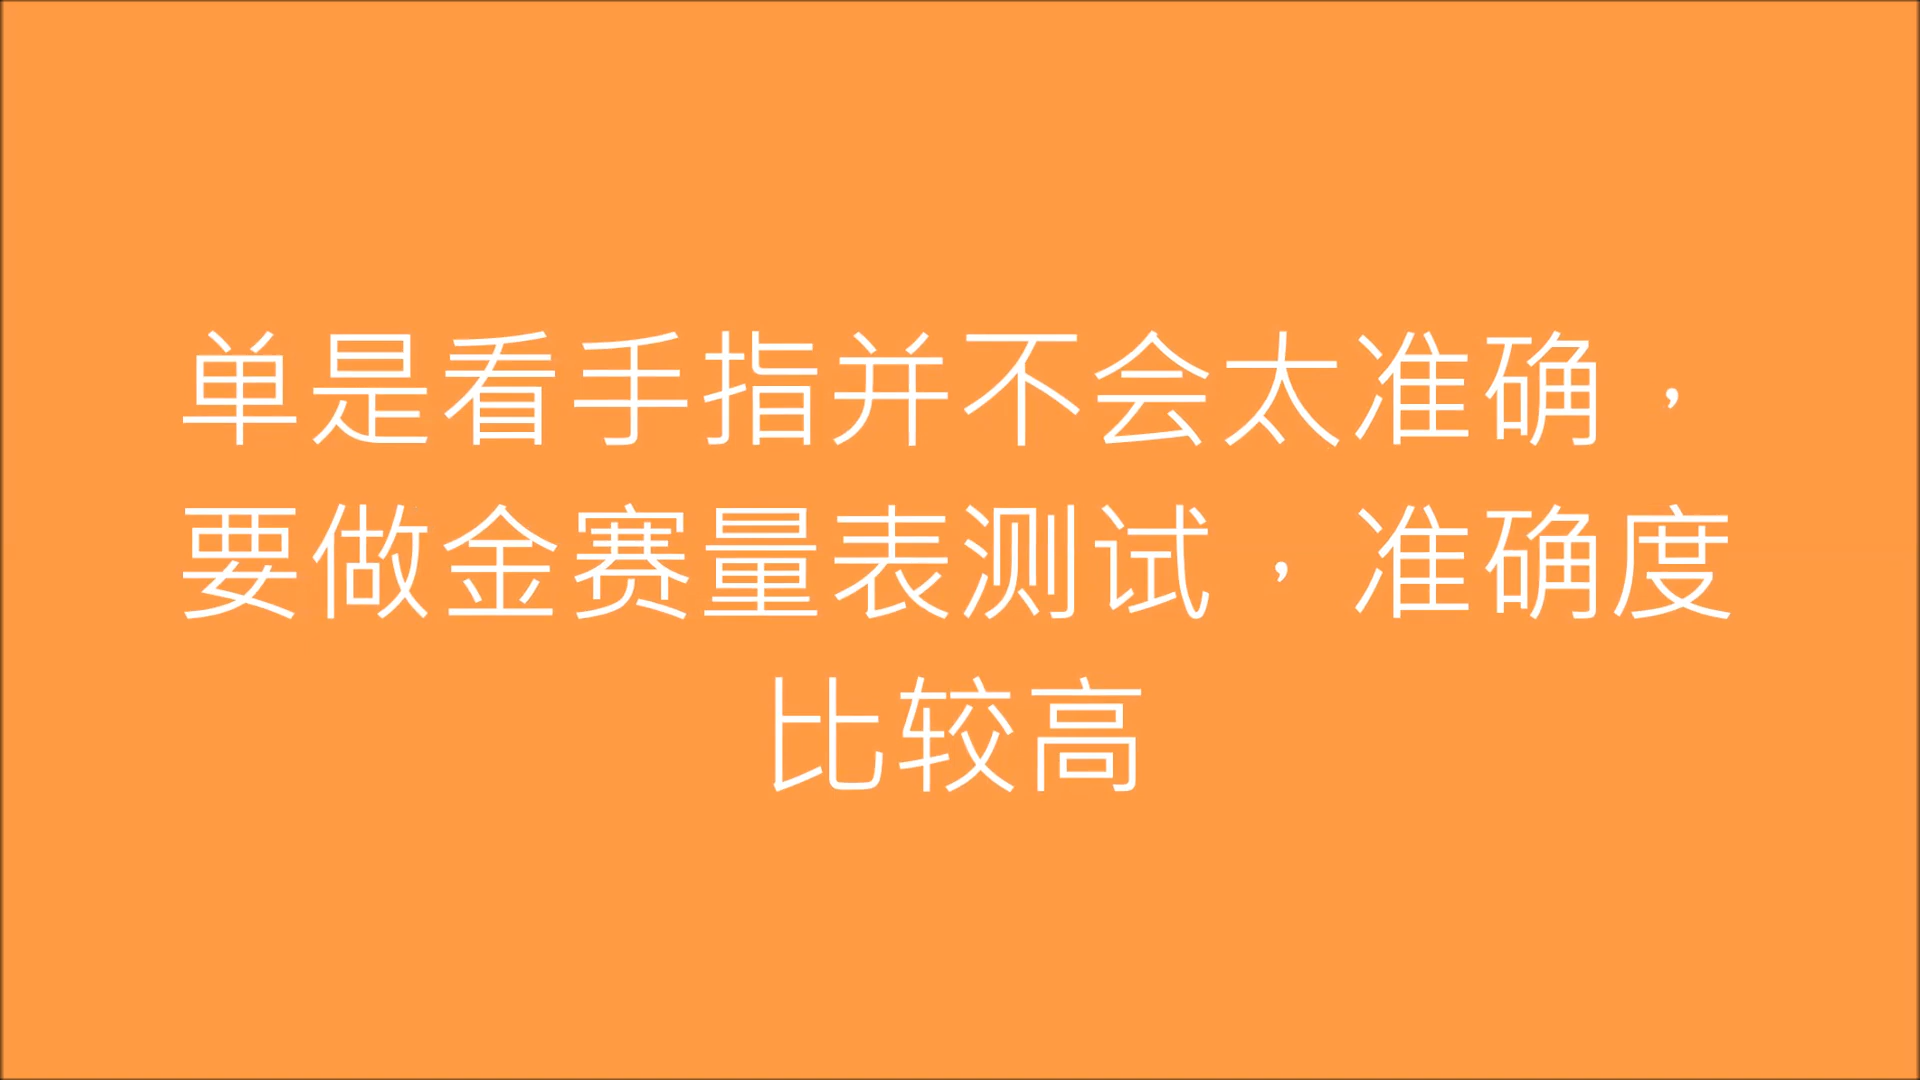 单是看手指并不会太准确，
要做金赛量表测试，准确度
比较高